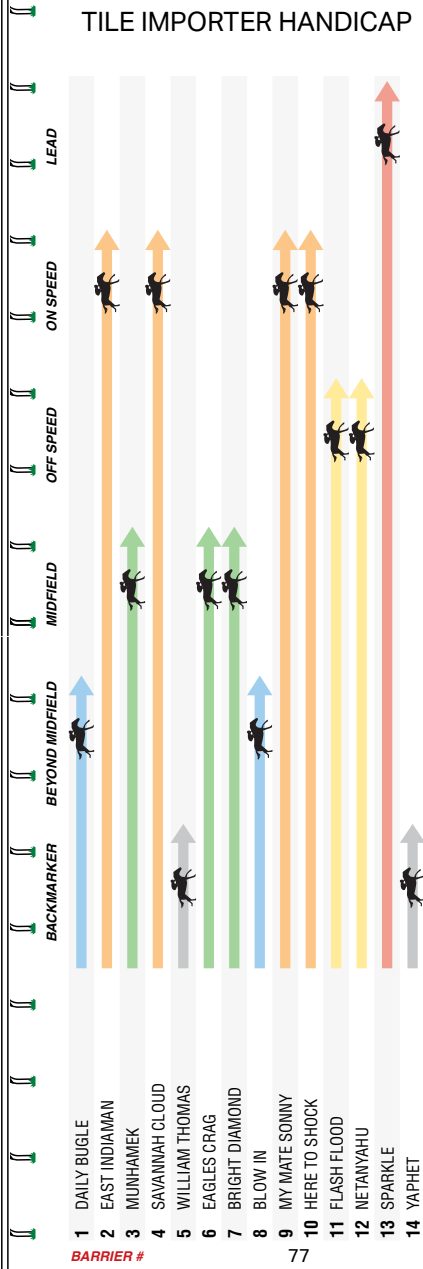 TILE IMPORTER HANDICAP
LEAD
ON SPEED
OFF SPEED
MIDFIELD
BEYOND MIDFIELD
BACKMARKER
1 DAILY BUGLE
2 EAST INDIAMAN
3 MUNHAMEK
4 SAVANNAH CLOUD
5 WILLIAM THOMAS
6 EAGLES CRAG
7 BRIGHT DIAMOND
8 BLOW IN
9 MY MATE SONNY
10 HERE TO SHOCK
11 FLASH FLOOD
12 NETANYAHU
13 SPARKLE
14 YAPHET
BARRIER #
77